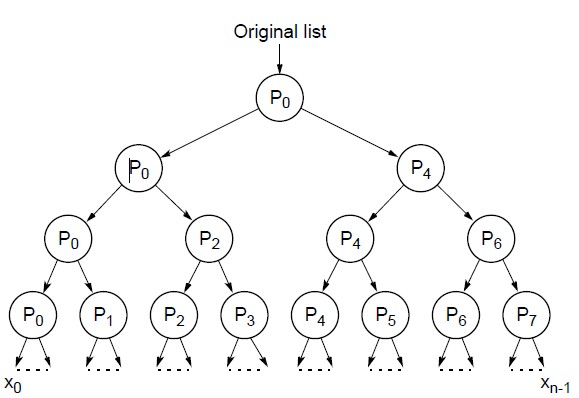 Original list
P0
P0 P4
P0 P2 P4 P6
P0 P1 P2 P3 P4 P5 P6 P7
x0 xn-1